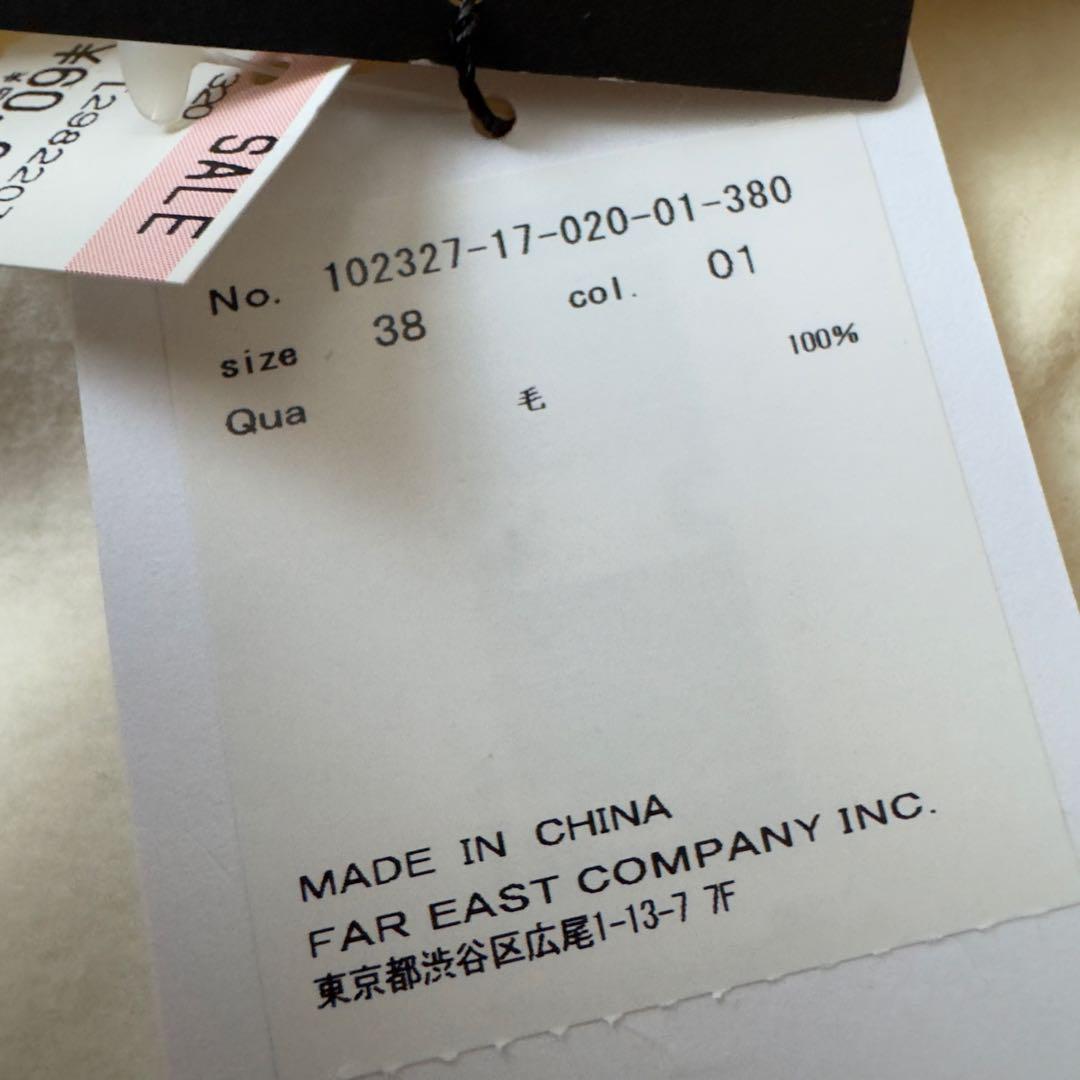 320
SALE
No. 102327-17-020-01-380
size 38 col. 01
Qua 毛 100%
MADE IN CHINA
FAR EAST COMPANY INC.
東京都渋谷区広尾1-13-7 7F